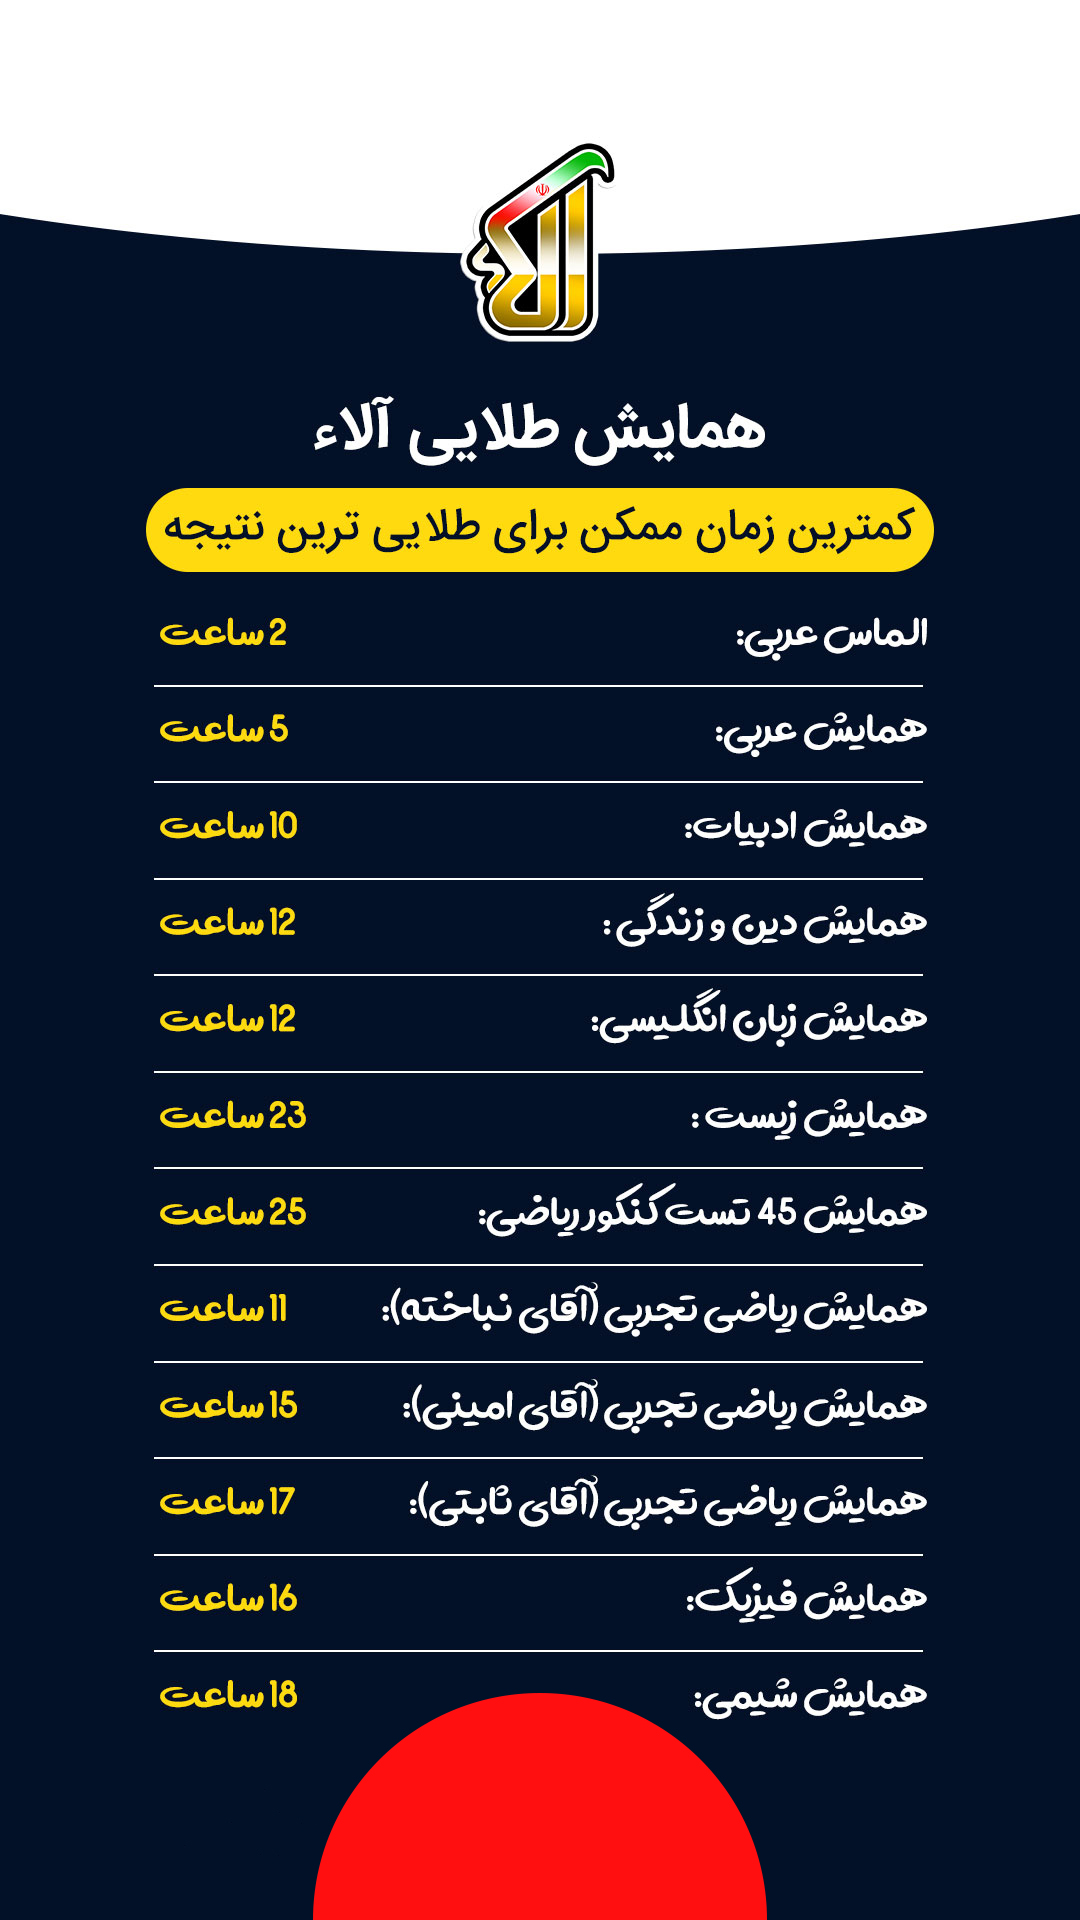 آلاء
همایش طلایی آلاء
کمترین زمان ممکن برای طلایی ترین نتیجه
الماس عربی: 2 ساعت
همایش عربی: 5 ساعت
همایش ادبیات: 10 ساعت
همایش دین و زندگی : 12 ساعت
همایش زبان انگلیسی: 12 ساعت
همایش زیست : 23 ساعت
همایش 45 تست کنکور ریاضی: 25 ساعت
همایش ریاضی تجربی (آقای نباخته): 11 ساعت
همایش ریاضی تجربی (آقای امینی): 15 ساعت
همایش ریاضی تجربی (آقای ثابتی): 17 ساعت
همایش فیزیک: 16 ساعت
همایش شیمی: 18 ساعت